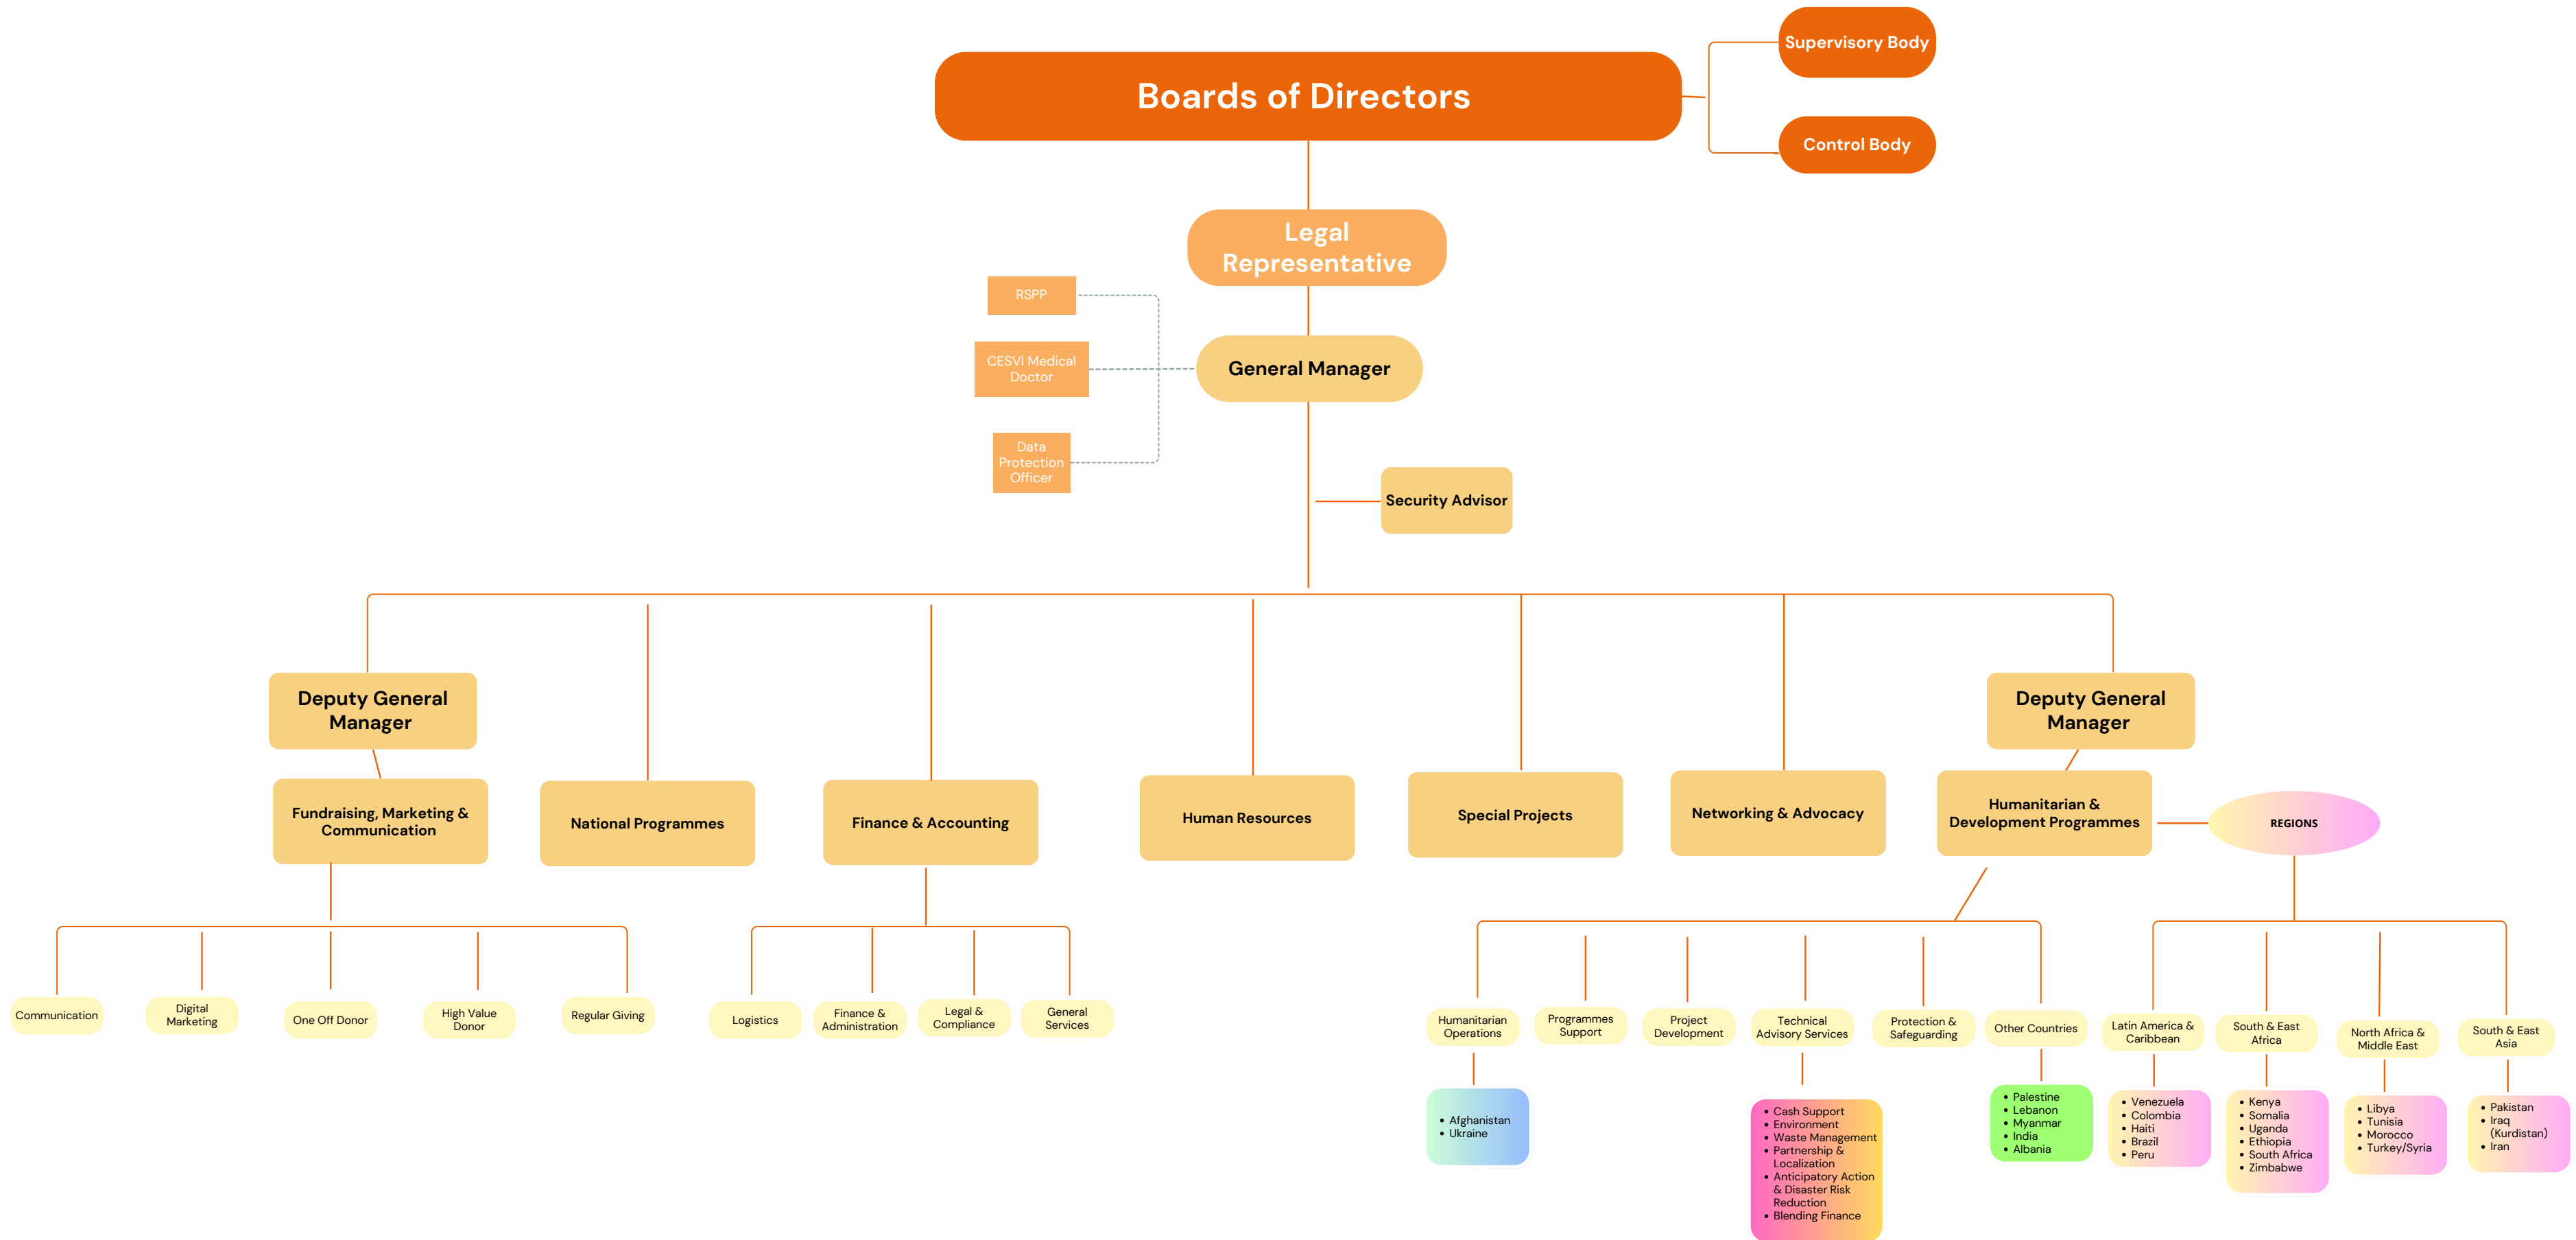 Supervisory Body
Boards of Directors
Control Body
Legal
Representative
RSPP
CESVI Medical
Doctor
General Manager
Data
Protection
Officer
Security Advisor
Deputy General
Manager
Deputy General
Manager
Fundraising, Marketing &
Communication
National Programmes
Finance & Accounting
Human Resources
Special Projects
Networking & Advocacy
Humanitarian &
Development Programmes
REGIONS
Communication
Digital
Marketing
One Off Donor
High Value
Donor
Regular Giving
Logistics
Finance &
Administration
Legal &
Compliance
General
Services
Humanitarian
Operations
Programmes
Support
Project
Development
Technical
Advisory Services
Protection &
Safeguarding
Other Countries
Latin America &
Caribbean
South & East
Africa
North Africa &
Middle East
South & East
Asia
• Afghanistan
• Ukraine
• Cash Support
• Environment
• Waste Management
• Partnership &
Localization
• Anticipatory Action
& Disaster Risk
Reduction
• Blending Finance
• Palestine
• Lebanon
• Myanmar
• India
• Albania
• Venezuela
• Colombia
• Haiti
• Brazil
• Peru
• Kenya
• Somalia
• Uganda
• Ethiopia
• South Africa
• Zimbabwe
• Libya
• Tunisia
• Morocco
• Turkey/Syria
• Pakistan
• Iraq
(Kurdistan)
• Iran